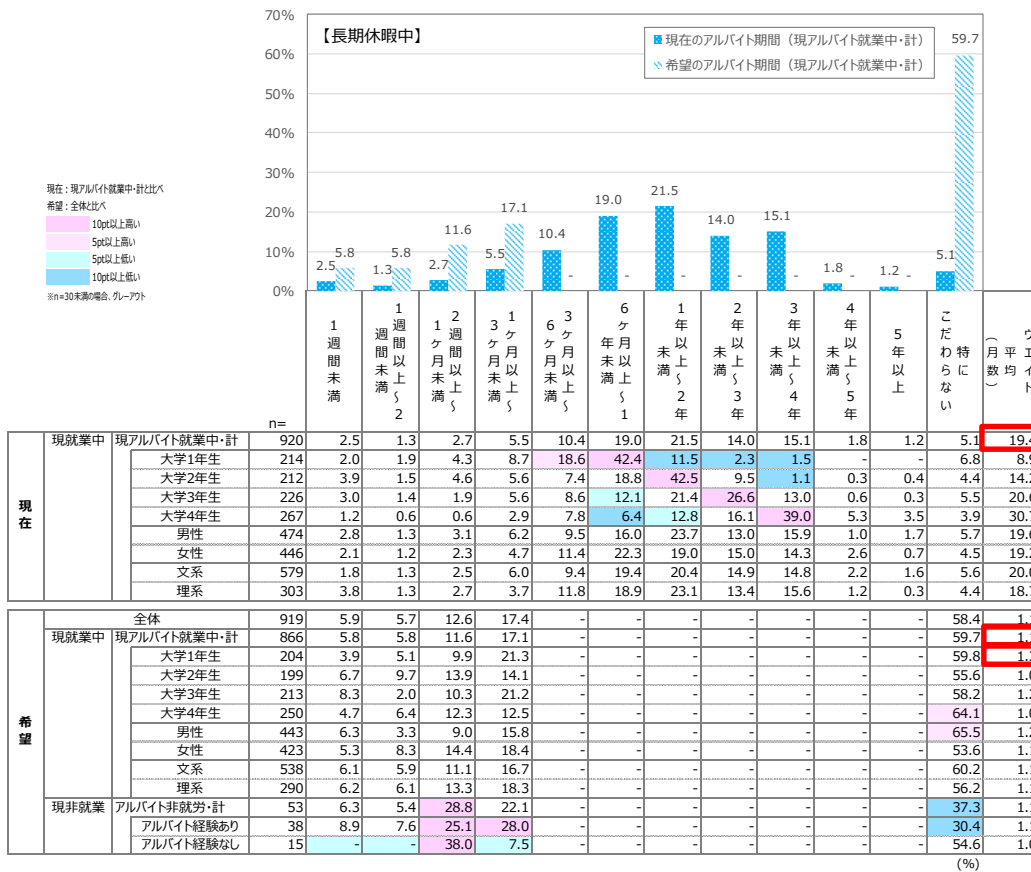 70%
60%
50%
40%
30%
20%
10%
0%
【長期休暇中】
現在のアルバイト期間（現アルバイト就業中・計）
希望のアルバイト期間（現アルバイト就業中・計）
2.5 5.8 1.3 5.8 2.7 11.6 5.5 17.1 10.4 - 19.0 - 21.5 - 14.0 - 15.1 - 1.8 - 1.2 - 5.1 59.7
現在：現アルバイト就業中・計と比べ
希望：全体と比べ
10pt以上高い
5pt以上高い
5pt以上低い
10pt以上低い
※n=30未満の場合、グレーアウト
n=
1週間未満
1週間以上～2週間未満
2週間以上～1ヶ月未満
1ヶ月以上～3ヶ月未満
3ヶ月以上～6ヶ月未満
6ヶ月以上～1年未満
1年以上～2年未満
2年以上～3年未満
3年以上～4年未満
4年以上～5年未満
5年以上
特にこだわらない
ウエイト平均（月数）
現在
現就業中 現アルバイト就業中・計 920 2.5 1.3 2.7 5.5 10.4 19.0 21.5 14.0 15.1 1.8 1.2 5.1 19.4
大学1年生 214 2.0 1.9 4.3 8.7 18.6 42.4 11.5 2.3 1.5 - - 6.8 8.9
大学2年生 212 3.9 1.5 4.6 5.6 7.4 18.8 42.5 9.5 1.1 0.3 0.4 4.4 14.2
大学3年生 226 3.0 1.4 1.9 5.6 8.6 12.1 21.4 26.6 13.0 0.6 0.3 5.5
大学4年生 267 1.2 0.6 0.6 2.9 7.8 6.4 12.8 16.1 39.0 5.3 3.5 3.9 30.7
男性 474 2.8 1.3 3.1 6.2 9.5 16.0 23.7 13.0 15.9 1.0 1.7 5.7
女性 446 2.1 1.2 2.3 4.7 11.4 22.3 19.0 15.0 14.3 2.6 0.7 4.5
文系 579 1.8 1.3 2.5 6.0 9.4 19.4 20.4 14.9 14.8 2.2 1.6 5.6
理系 303 3.8 1.3 2.7 3.7 11.8 18.9 23.1 13.4 15.6 1.2 0.3 4.4 18.7
希望
全体 919 5.9 5.7 12.6 17.4 - - - - - - - 58.4
現就業中 現アルバイト就業中・計 866 5.8 5.8 11.6 17.1 - - - - - - - 59.7
大学1年生 204 3.9 5.1 9.9 21.3 - - - - - - - 59.8
大学2年生 199 6.7 9.7 13.9 14.1 - - - - - - - 55.6
大学3年生 213 8.3 2.0 10.3 21.2 - - - - - - - 58.2
大学4年生 250 4.7 6.4 12.3 12.5 - - - - - - - 64.1
男性 443 6.3 3.3 9.0 15.8 - - - - - - - 65.5
女性 423 5.3 8.3 14.4 18.4 - - - - - - - 53.6
文系 538 6.1 5.9 11.1 16.7 - - - - - - - 60.2
理系 290 6.2 6.1 13.3 18.3 - - - - - - - 56.2
現非就業 アルバイト非就労・計 53 6.3 5.4 28.8 22.1 - - - - - - - 37.3
アルバイト経験あり 38 8.9 7.6 25.1 28.0 - - - - - - - 30.4
アルバイト経験なし 15 - - 38.0 7.5 - - - - - - - 54.6
(%)